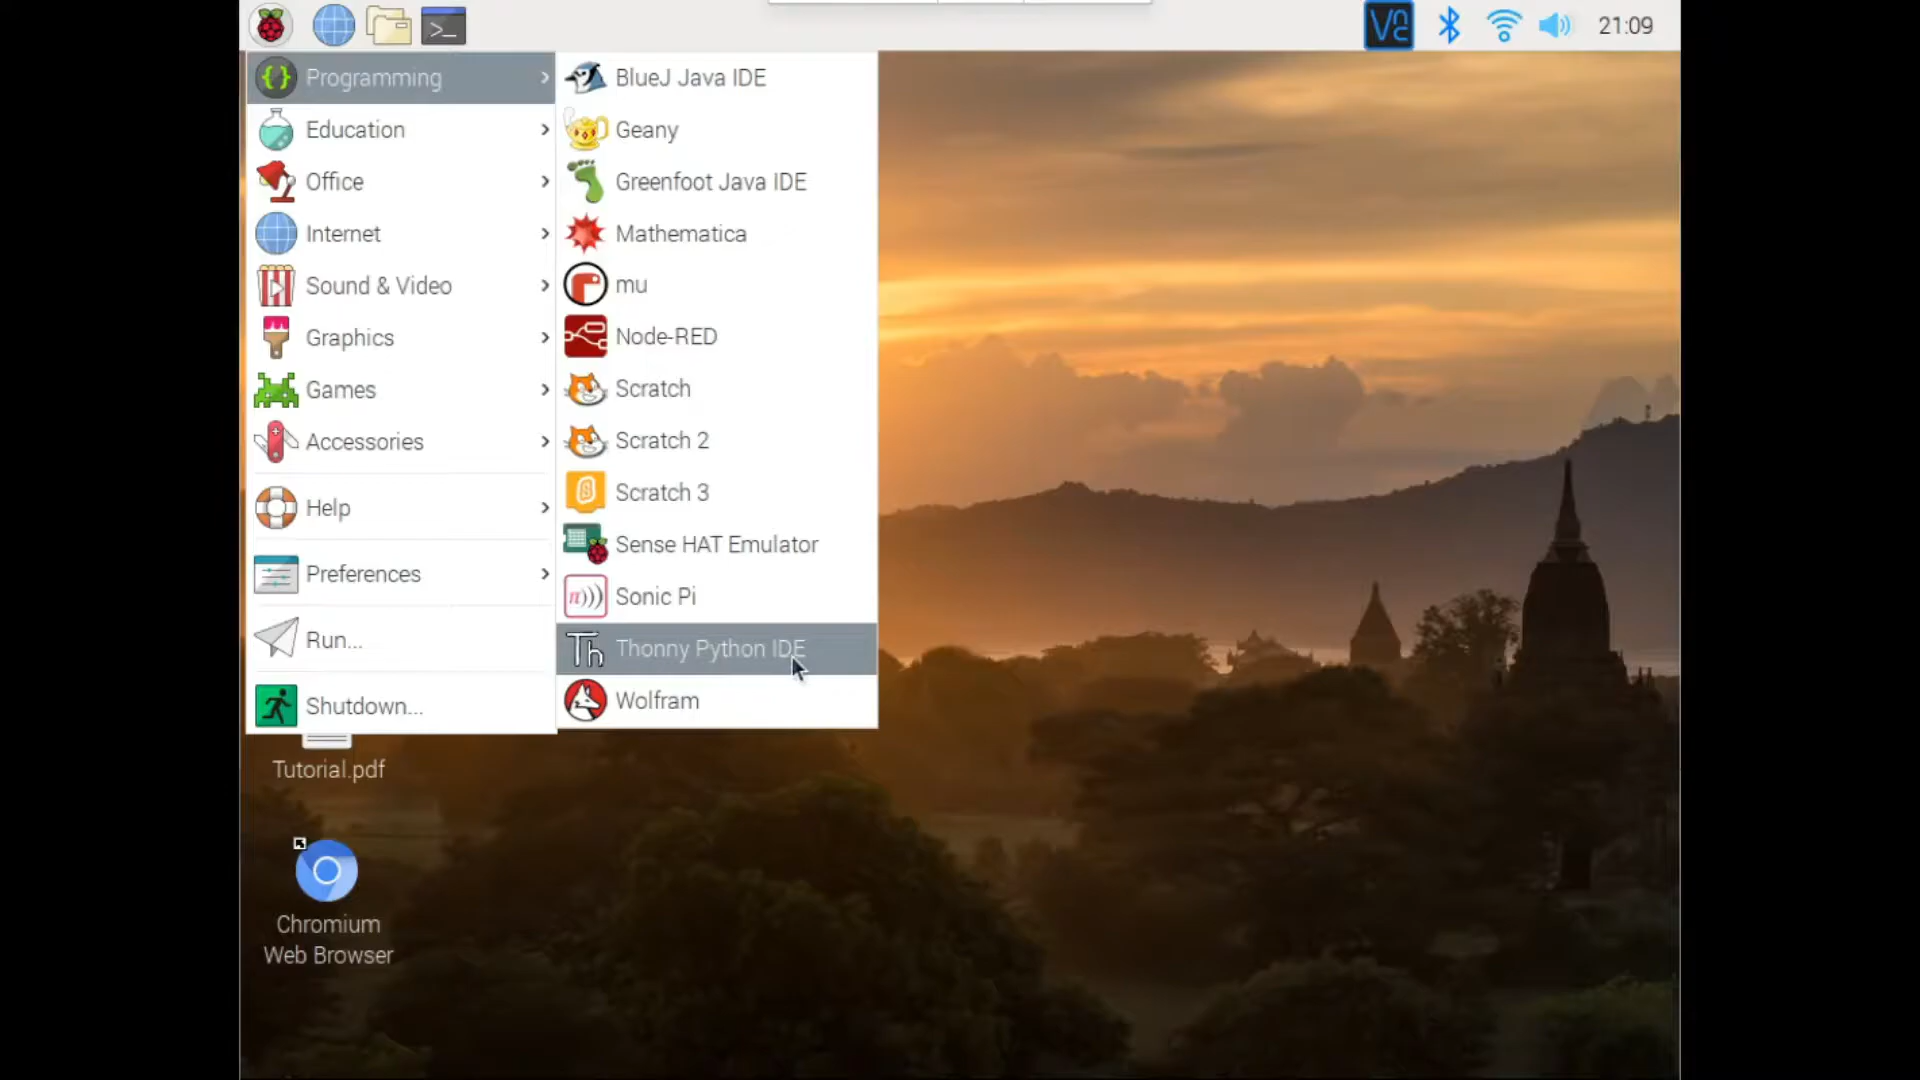 21:09
Programming
Education
Office
Internet
Sound & Video
Graphics
Games
Accessories
Help
Preferences
Run...
Shutdown...
BlueJ Java IDE
Geany
Greenfoot Java IDE
Mathematica
mu
Node-RED
Scratch
Scratch 2
Scratch 3
Sense HAT Emulator
Sonic Pi
Th Thonny Python IDE
Wolfram
Tutorial.pdf
Chromium
Web Browser